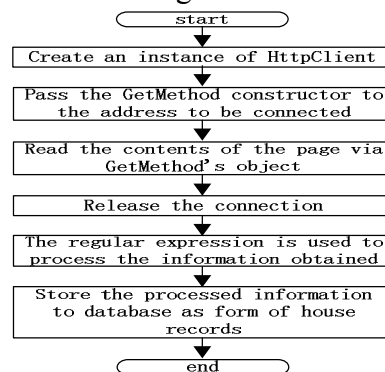 start
Create an instance of HttpClient
Pass the GetMethod constructor to
the address to be connected
Read the contents of the page via
GetMethod's object
Release the connection
The regular expression is used to
process the information obtained
Store the processed information
to database as form of house
records
end